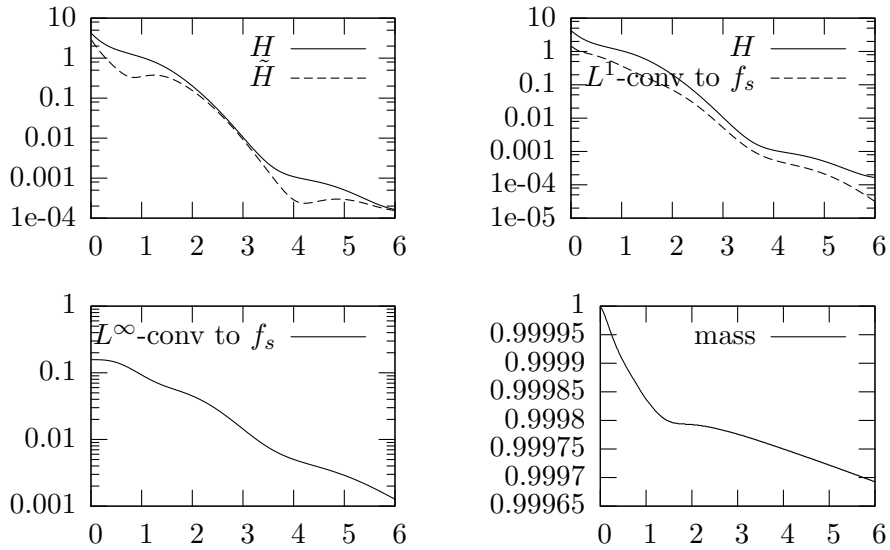 10
1
0.1
0.01
0.001
1e-04
H
H̃
0 1 2 3 4 5 6
10
1
0.1
0.01
0.001
1e-04
1e-05
H
L¹-conv to fₛ
0 1 2 3 4 5 6
1
0.1
0.01
0.001
L∞-conv to fₛ
0 1 2 3 4 5 6
1
0.99995
0.9999
0.99985
0.9998
0.99975
0.9997
0.99965
mass
0 1 2 3 4 5 6